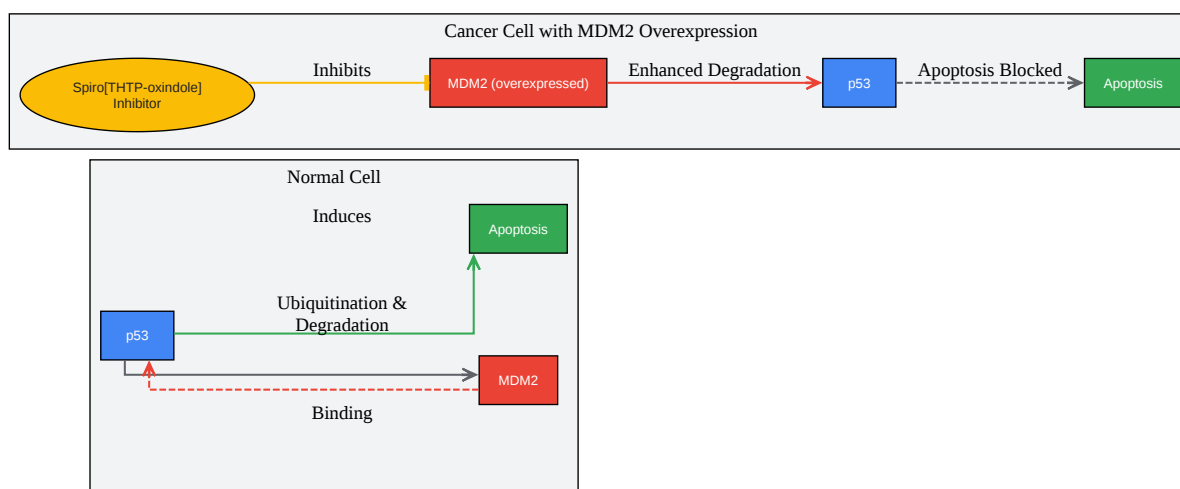 Cancer Cell with MDM2 Overexpression
Spiro[THTP-oxindole]
Inhibitor
Inhibits
MDM2 (overexpressed)
Enhanced Degradation
p53
Apoptosis Blocked
Apoptosis
Normal Cell
Induces
Apoptosis
Ubiquitination &
Degradation
p53
MDM2
Binding